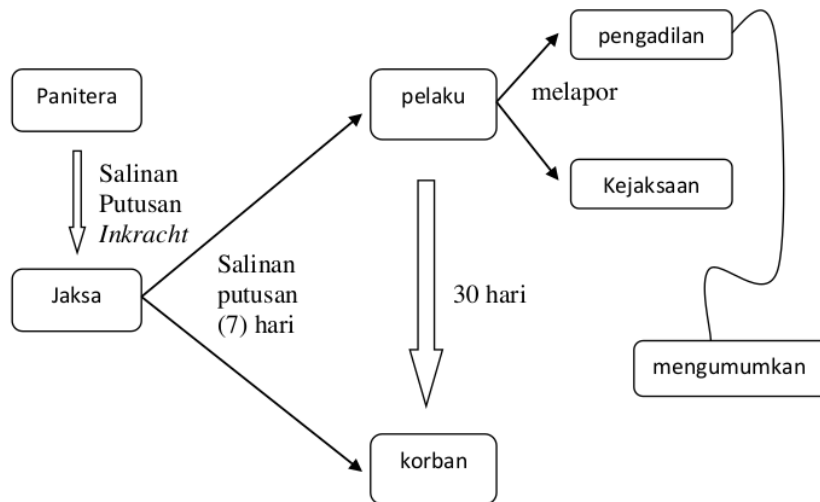 Panitera
Salinan
Putusan
Inkracht
Jaksa
Salinan
putusan
(7) hari
pelaku
30 hari
korban
melapor
pengadilan
Kejaksaan
mengumumkan